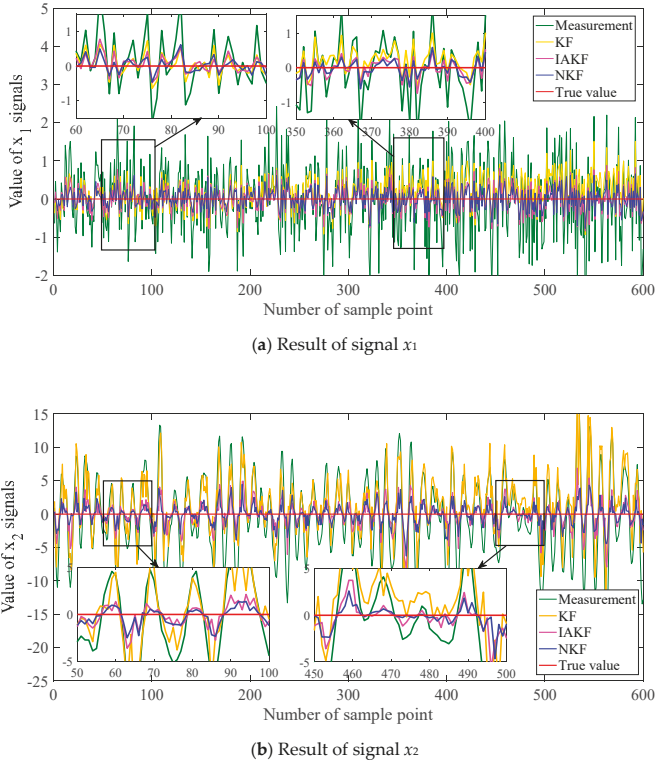 5
4
3
2
1
0
-1
-2
Value of x1 signals
1
0
-1
60 70 80 90 100
1
0
-1
350 360 370 380 390 400
Measurement
KF
IAKF
NKF
True value
0 100 200 300 400 500 600
Number of sample point
(a) Result of signal x1
15
10
5
0
-5
-10
-15
-20
-25
Value of x2 signals
5
0
-5
50 60 70 80 90 100
5
0
-5
450 460 470 480 490 500
Measurement
KF
IAKF
NKF
True value
0 100 200 300 400 500 600
Number of sample point
(b) Result of signal x2